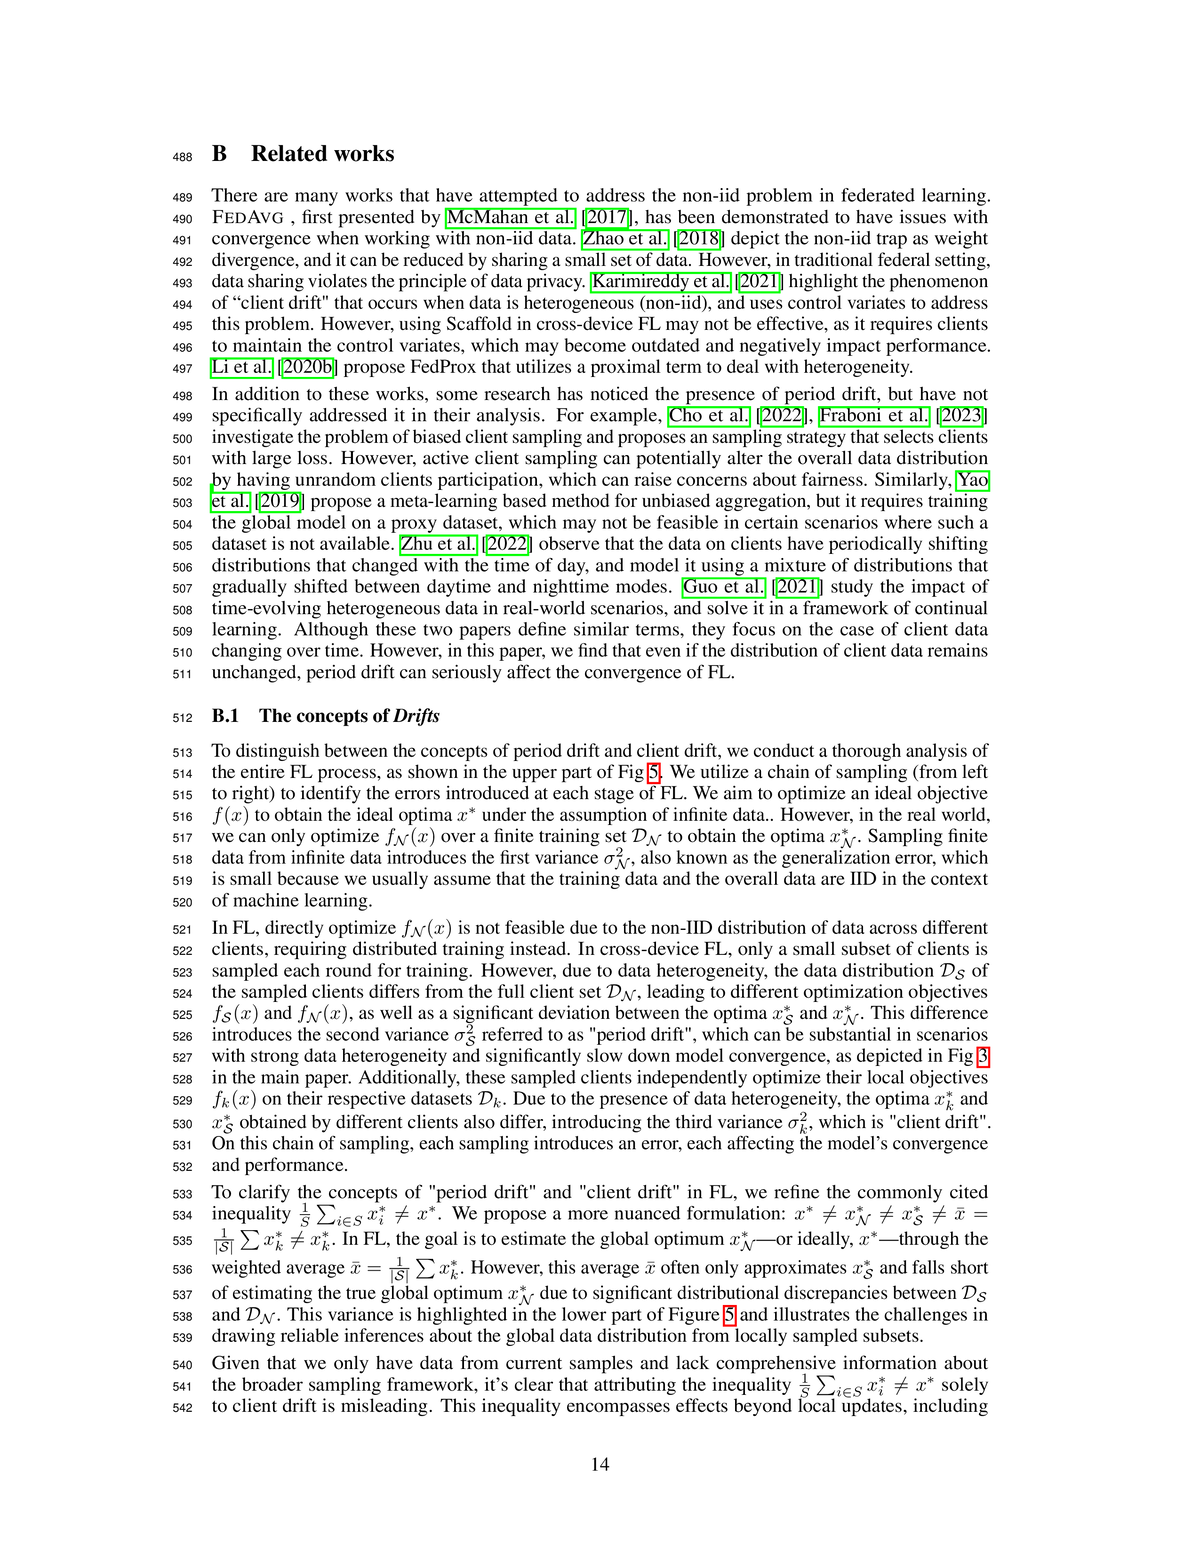 488 B Related works
489 There are many works that have attempted to address the non-iid problem in federated learning.
490 FEDAVG , first presented by McMahan et al. [2017], has been demonstrated to have issues with
491 convergence when working with non-iid data. Zhao et al. [2018] depict the non-iid trap as weight
492 divergence, and it can be reduced by sharing a small set of data. However, in traditional federal setting,
493 data sharing violates the principle of data privacy. Karimireddy et al. [2021] highlight the phenomenon
494 of “client drift" that occurs when data is heterogeneous (non-iid), and uses control variates to address
495 this problem. However, using Scaffold in cross-device FL may not be effective, as it requires clients
496 to maintain the control variates, which may become outdated and negatively impact performance.
497 Li et al. [2020b] propose FedProx that utilizes a proximal term to deal with heterogeneity.
498 In addition to these works, some research has noticed the presence of period drift, but have not
499 specifically addressed it in their analysis. For example, Cho et al. [2022], Fraboni et al. [2023]
500 investigate the problem of biased client sampling and proposes an sampling strategy that selects clients
501 with large loss. However, active client sampling can potentially alter the overall data distribution
502 by having unrandom clients participation, which can raise concerns about fairness. Similarly, Yao
503 et al. [2019] propose a meta-learning based method for unbiased aggregation, but it requires training
504 the global model on a proxy dataset, which may not be feasible in certain scenarios where such a
505 dataset is not available. Zhu et al. [2022] observe that the data on clients have periodically shifting
506 distributions that changed with the time of day, and model it using a mixture of distributions that
507 gradually shifted between daytime and nighttime modes. Guo et al. [2021] study the impact of
508 time-evolving heterogeneous data in real-world scenarios, and solve it in a framework of continual
509 learning. Although these two papers define similar terms, they focus on the case of client data
510 changing over time. However, in this paper, we find that even if the distribution of client data remains
511 unchanged, period drift can seriously affect the convergence of FL.
512 B.1 The concepts of Drifts
513 To distinguish between the concepts of period drift and client drift, we conduct a thorough analysis of
514 the entire FL process, as shown in the upper part of Fig 5. We utilize a chain of sampling (from left
515 to right) to identify the errors introduced at each stage of FL. We aim to optimize an ideal objective
516 $f(x)$ to obtain the ideal optima $x^*$ under the assumption of infinite data.. However, in the real world,
517 we can only optimize $f_{\mathcal{N}}(x)$ over a finite training set $\mathcal{D}_{\mathcal{N}}$ to obtain the optima $x^*_{\mathcal{N}}$. Sampling finite
518 data from infinite data introduces the first variance $\sigma^2_{\mathcal{N}}$, also known as the generalization error, which
519 is small because we usually assume that the training data and the overall data are IID in the context
520 of machine learning.
521 In FL, directly optimize $f_{\mathcal{N}}(x)$ is not feasible due to the non-IID distribution of data across different
522 clients, requiring distributed training instead. In cross-device FL, only a small subset of clients is
523 sampled each round for training. However, due to data heterogeneity, the data distribution $\mathcal{D}_{\mathcal{S}}$ of
524 the sampled clients differs from the full client set $\mathcal{D}_{\mathcal{N}}$, leading to different optimization objectives
525 $f_{\mathcal{S}}(x)$ and $f_{\mathcal{N}}(x)$, as well as a significant deviation between the optima $x^*_{\mathcal{S}}$ and $x^*_{\mathcal{N}}$. This difference
526 introduces the second variance $\sigma^2_{\mathcal{S}}$ referred to as "period drift", which can be substantial in scenarios
527 with strong data heterogeneity and significantly slow down model convergence, as depicted in Fig 3
528 in the main paper. Additionally, these sampled clients independently optimize their local objectives
529 $f_k(x)$ on their respective datasets $\mathcal{D}_k$. Due to the presence of data heterogeneity, the optima $x^*_k$ and
530 $x^*_{\mathcal{S}}$ obtained by different clients also differ, introducing the third variance $\sigma^2_k$, which is "client drift".
531 On this chain of sampling, each sampling introduces an error, each affecting the model's convergence
532 and performance.
533 To clarify the concepts of "period drift" and "client drift" in FL, we refine the commonly cited
534 inequality $\frac{1}{S}\sum_{i \in S} x^*_i \neq x^*$. We propose a more nuanced formulation: $x^* \neq x^*_{\mathcal{N}} \neq x^*_{\mathcal{S}} \neq \bar{x} =$
535 $\frac{1}{|\mathcal{S}|}\sum x^*_k \neq x^*_k$. In FL, the goal is to estimate the global optimum $x^*_{\mathcal{N}}$—or ideally, $x^*$—through the
536 weighted average $\bar{x} = \frac{1}{|\mathcal{S}|}\sum x^*_k$. However, this average $\bar{x}$ often only approximates $x^*_{\mathcal{S}}$ and falls short
537 of estimating the true global optimum $x^*_{\mathcal{N}}$ due to significant distributional discrepancies between $\mathcal{D}_{\mathcal{S}}$
538 and $\mathcal{D}_{\mathcal{N}}$. This variance is highlighted in the lower part of Figure 5 and illustrates the challenges in
539 drawing reliable inferences about the global data distribution from locally sampled subsets.
540 Given that we only have data from current samples and lack comprehensive information about
541 the broader sampling framework, it's clear that attributing the inequality $\frac{1}{S}\sum_{i \in S} x^*_i \neq x^*$ solely
542 to client drift is misleading. This inequality encompasses effects beyond local updates, including
14